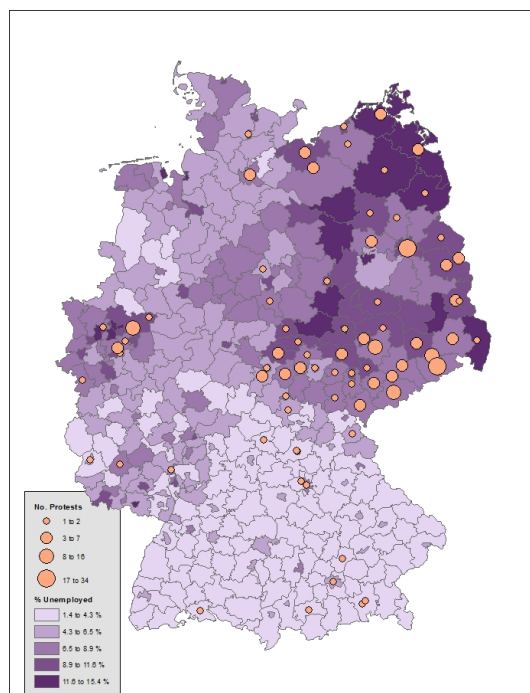 No. Protests
1 to 2
3 to 7
8 to 16
17 to 34
% Unemployed
1.4 to 4.3 %
4.3 to 6.5 %
6.5 to 8.9 %
8.9 to 11.6 %
11.6 to 15.4 %